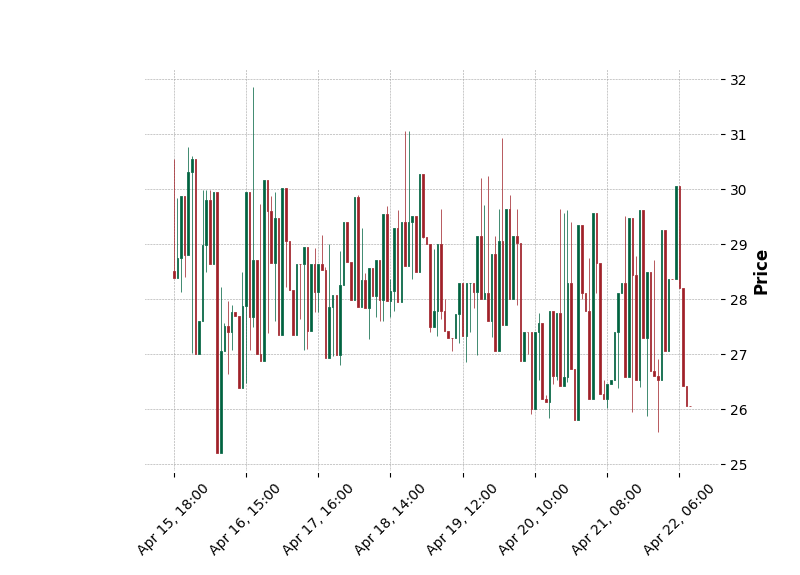 32
31
30
29
28
27
26
25
Price
Apr 15, 18:00
Apr 16, 15:00
Apr 17, 16:00
Apr 18, 14:00
Apr 19, 12:00
Apr 20, 10:00
Apr 21, 08:00
Apr 22, 06:00